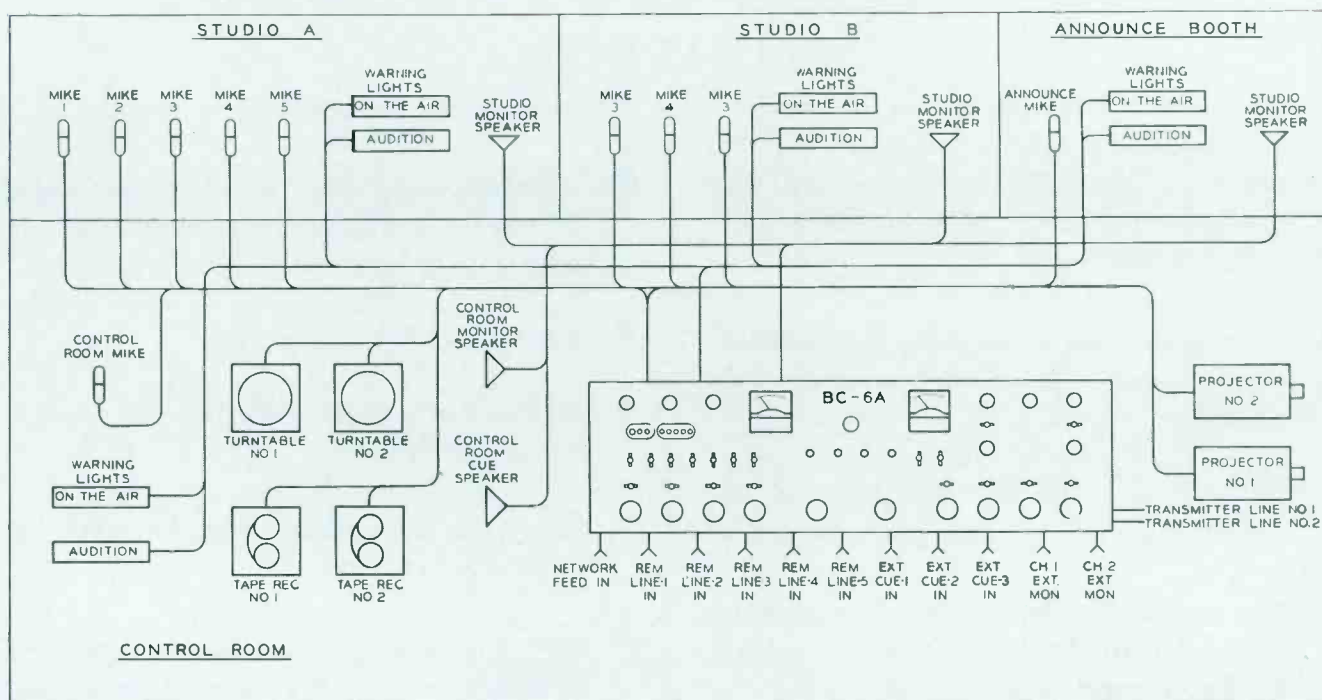 STUDIO A
STUDIO B
ANNOUNCE BOOTH
MIKE
1
MIKE
2
MIKE
3
MIKE
4
MIKE
5
WARNING
LIGHTS
ON THE AIR
AUDITION
STUDIO
MONITOR
SPEAKER
MIKE
3
MIKE
4
MIKE
3
WARNING
LIGHTS
ON THE AIR
AUDITION
STUDIO
MONITOR
SPEAKER
ANNOUNCE
MIKE
WARNING
LIGHTS
ON THE AIR
AUDITION
STUDIO
MONITOR
SPEAKER
CONTROL
ROOM MIKE
WARNING
LIGHTS
ON THE AIR
AUDITION
TURNTABLE
NO 1
TURNTABLE
NO 2
TAPE REC
NO 1
TAPE REC
NO 2
CONTROL
ROOM
MONITOR
SPEAKER
CONTROL
ROOM
CUE
SPEAKER
BC-6A
PROJECTOR
NO. 2
PROJECTOR
NO. 1
TRANSMITTER LINE NO. 1
TRANSMITTER LINE NO. 2
NETWORK
FEED IN
REM
LINE-1
IN
REM
LINE-2
IN
REM
LINE-3
IN
REM
LINE-4
IN
REM
LINE-5
IN
EXT
CUE-1
IN
EXT
CUE-2
IN
EXT
CUE-3
IN
CH 1
EXT.
MON
CH 2
EXT
MON
CONTROL ROOM